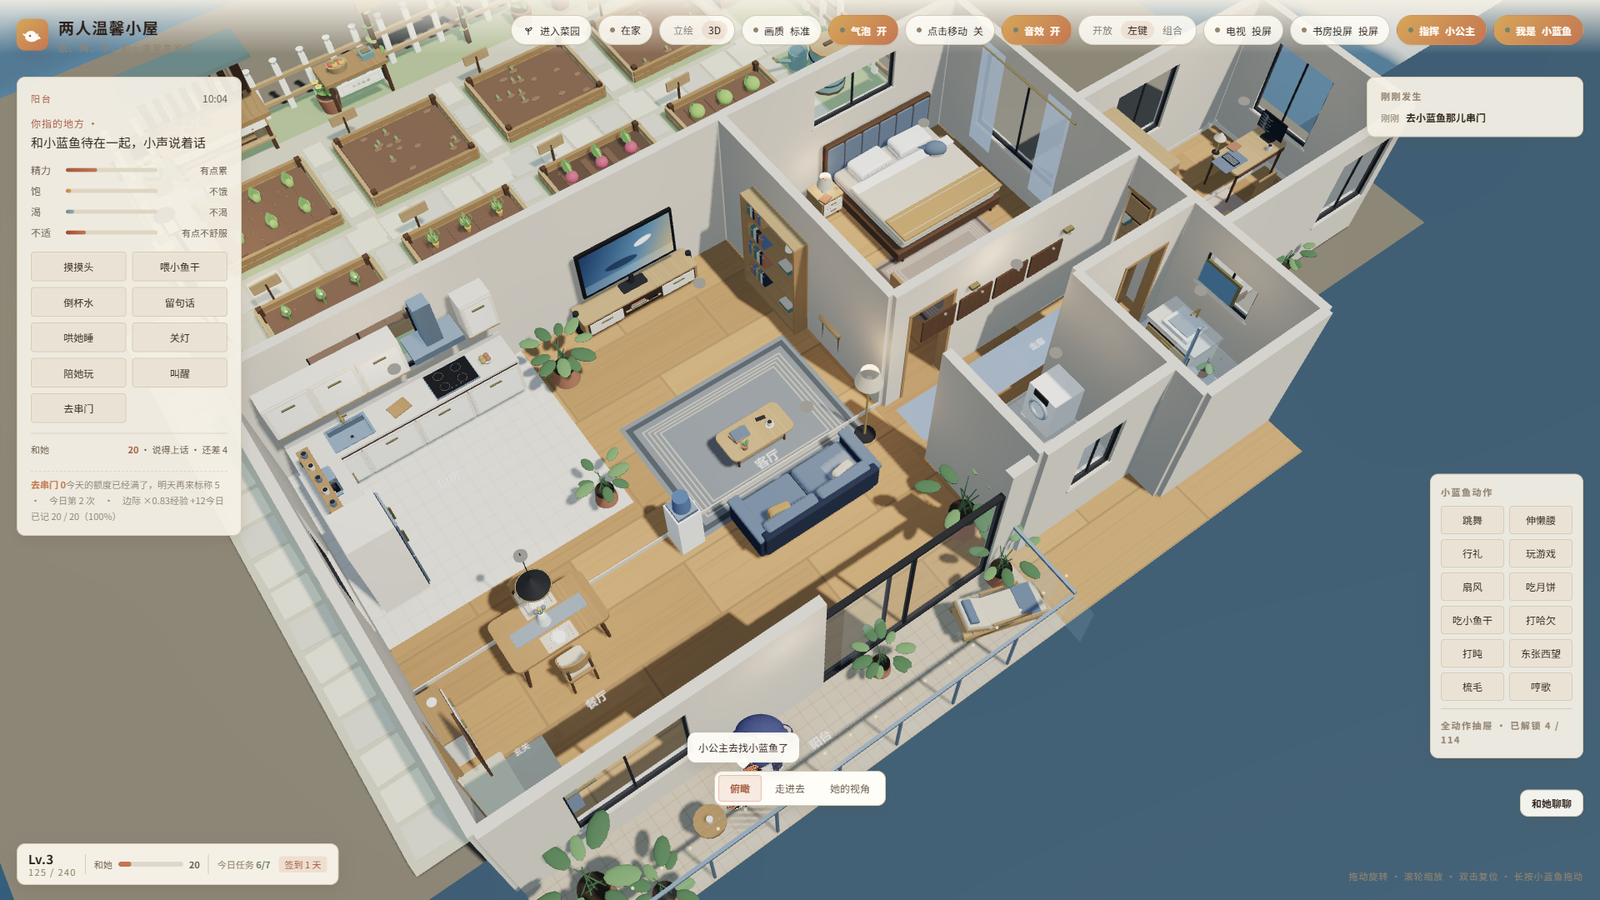 两人温馨小屋
进入菜园
在家
立绘 3D
画质 标准
气泡 开
点击移动 关
音效 开
开放 左键 组合
电视 投屏
书房投屏 投屏
指挥 小公主
我是 小蓝鱼
阳台 10:04
你指的地方 •
和小蓝鱼待在一起，小声说着话
精力 有点累
饱 不饿
渴 不渴
不适 有点不舒服
摸摸头 喂小鱼干
倒杯水 留句话
哄她睡 关灯
陪她玩 叫醒
去串门
和她 20 • 说得上话 • 还差 4
去串门 0今天的额度已经满了，明天再来标称 5
• 今日第 2 次 • 边际 ×0.83经验 +12今日
已记 20 / 20（100%）
刚刚发生
刚刚 去小蓝鱼那儿串门
客厅
餐厅
玄关
阳台
小公主去找小蓝鱼了
俯瞰 走进去 她的视角
小蓝鱼动作
跳舞 伸懒腰
行礼 玩游戏
扇风 吃月饼
吃小鱼干 打哈欠
打盹 东张西望
梳毛 哼歌
全动作抽屉 • 已解锁 4 /
114
和她聊聊
Lv.3
125 / 240
和她 20
今日任务 6/7
签到 1 天
拖动旋转 • 滚轮缩放 • 双击复位 • 长按小蓝鱼拖动